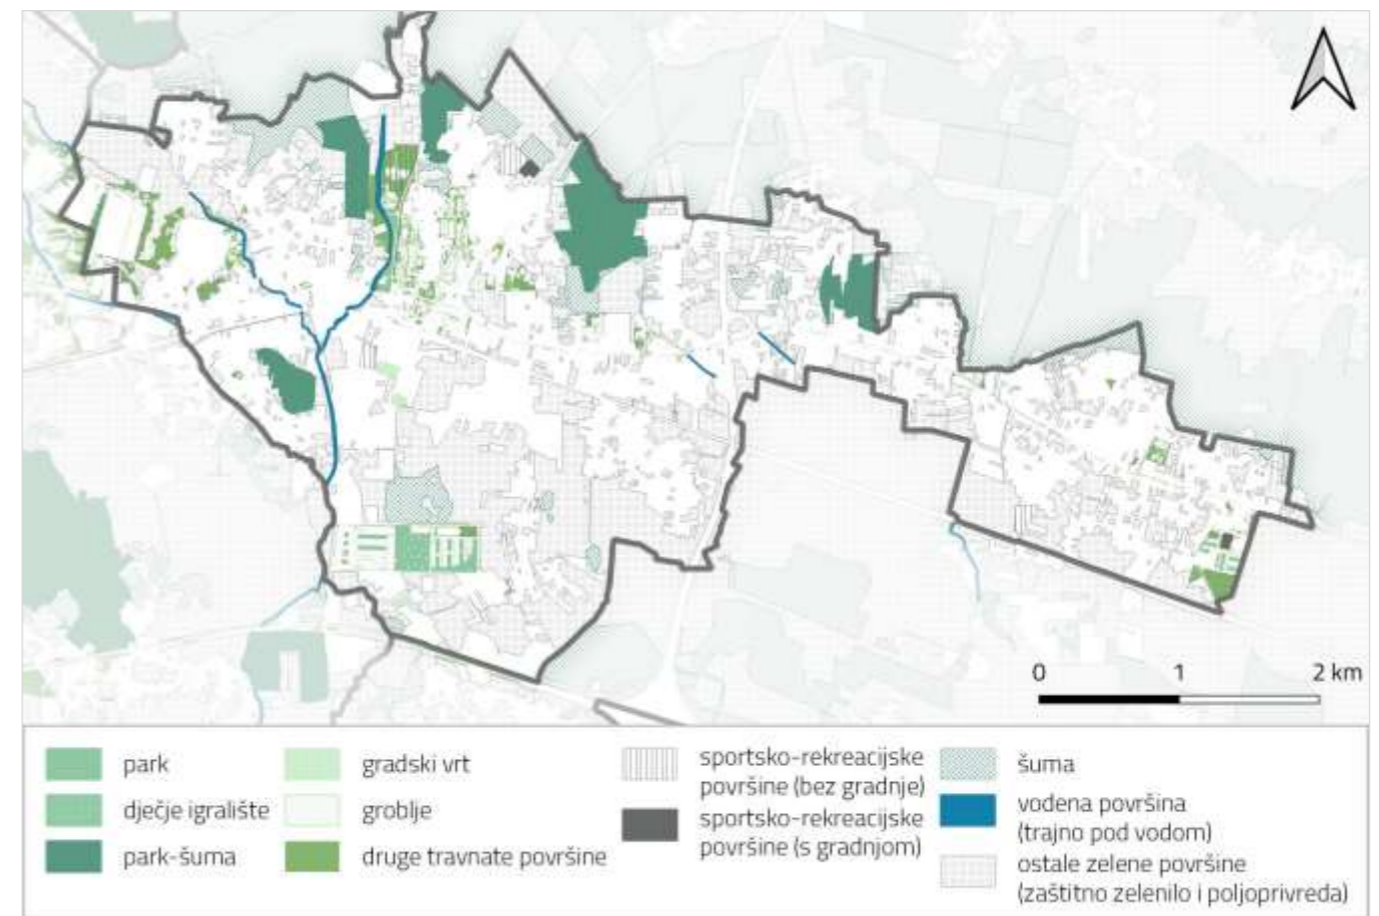 0 1 2 km
park
dječje igralište
park-šuma
gradski vrt
groblje
druge travnate površine
sportsko-rekreacijske
površine (bez gradnje)
sportsko-rekreacijske
površine (s gradnjom)
šuma
vodena površina
(trajno pod vodom)
ostale zelene površine
(zaštitno zelenilo i poljoprivreda)